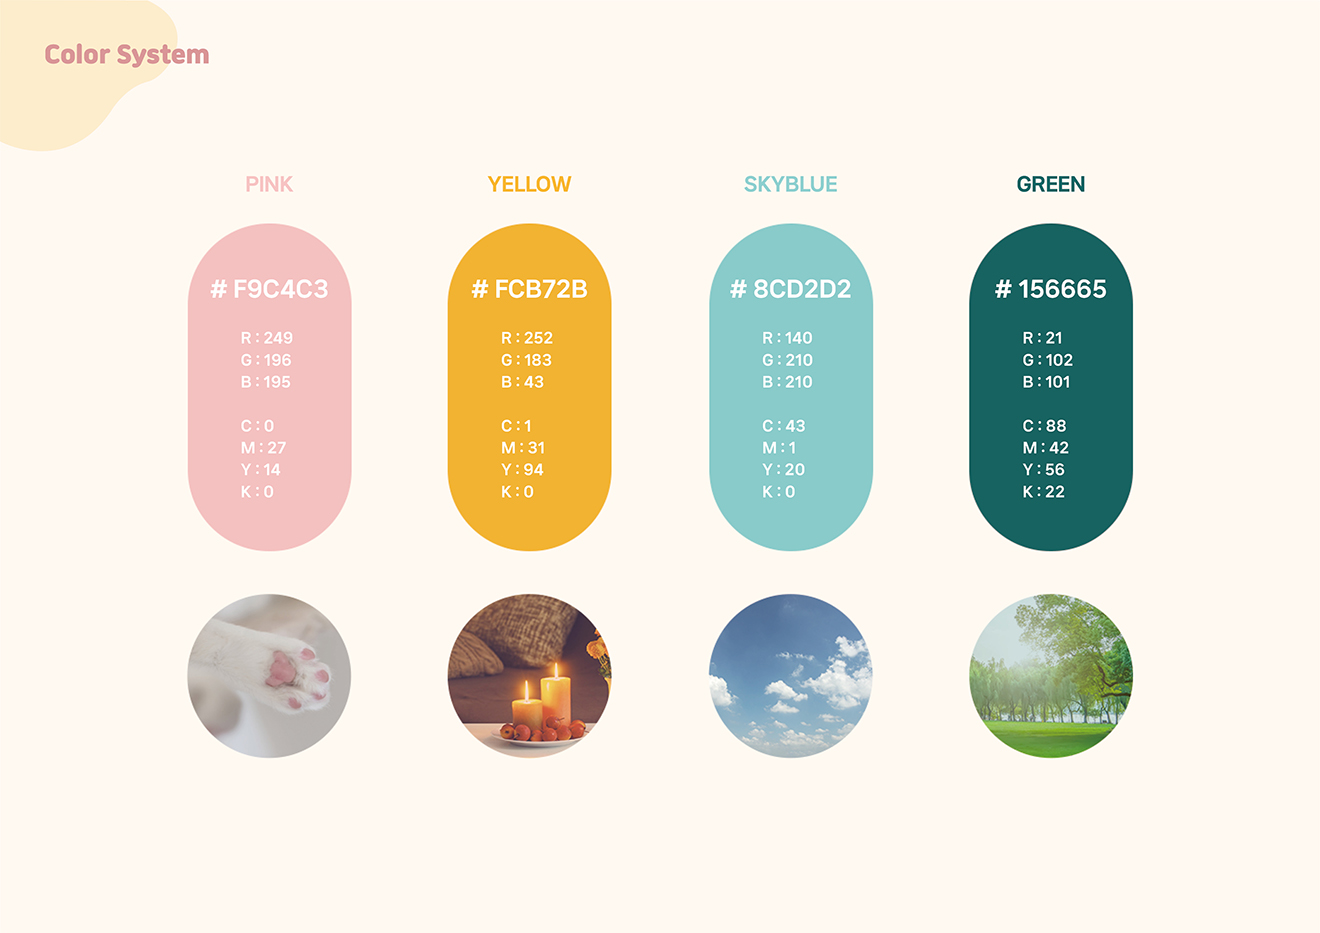 Color System
PINK
# F9C4C3
R : 249
G : 196
B : 195
C : 0
M : 27
Y : 14
K : 0
YELLOW
# FCB72B
R : 252
G : 183
B : 43
C : 1
M : 31
Y : 94
K : 0
SKYBLUE
# 8CD2D2
R : 140
G : 210
B : 210
C : 43
M : 1
Y : 20
K : 0
GREEN
# 156665
R : 21
G : 102
B : 101
C : 88
M : 42
Y : 56
K : 22